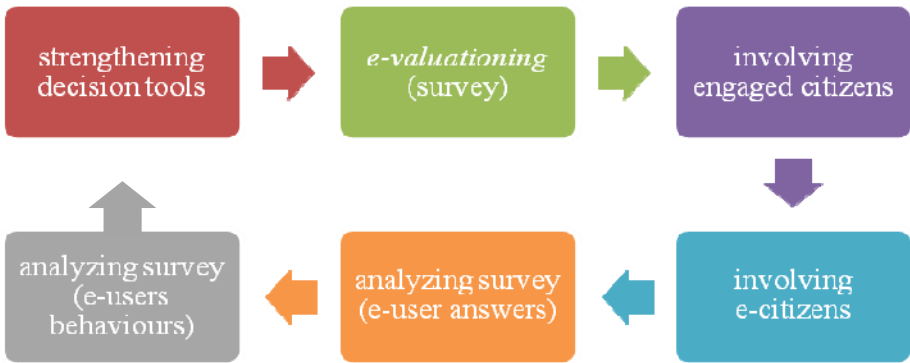 strengthening
decision tools
e-valuationing
(survey)
involving
engaged citizens
involving
e-citizens
analyzing survey
(e-user answers)
analyzing survey
(e-users
behaviours)